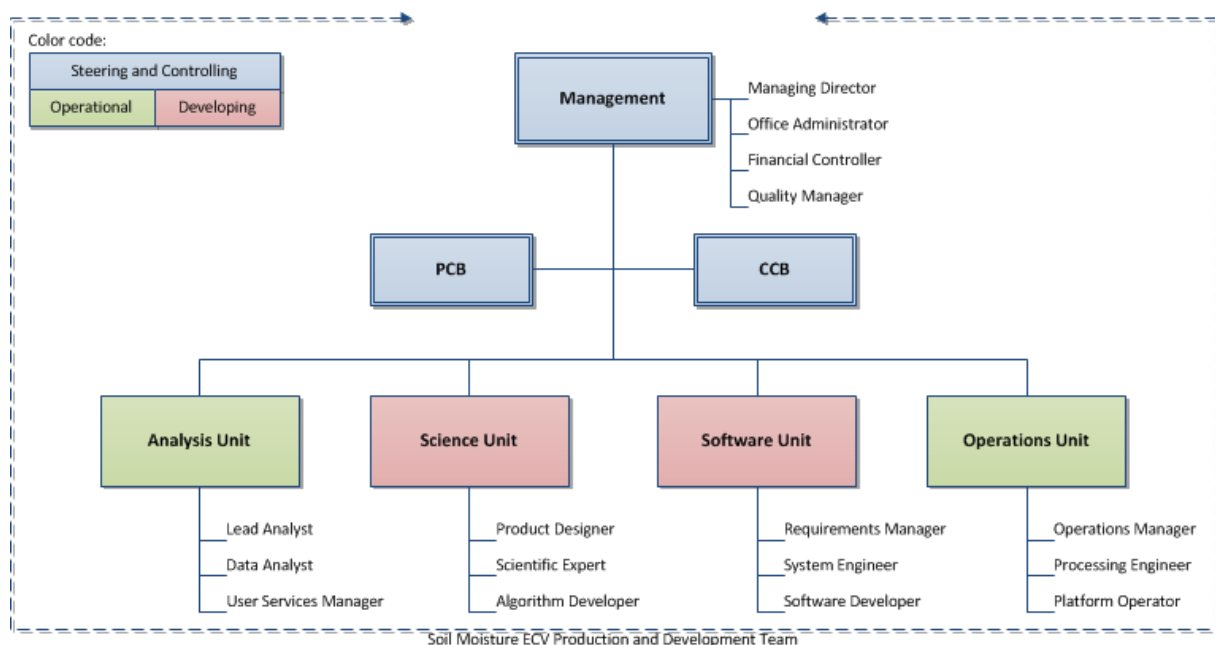 Color code:
Steering and Controlling
Operational Developing
Management
Managing Director
Office Administrator
Financial Controller
Quality Manager
PCB CCB
Analysis Unit Science Unit Software Unit Operations Unit
Lead Analyst Product Designer Requirements Manager Operations Manager
Data Analyst Scientific Expert System Engineer Processing Engineer
User Services Manager Algorithm Developer Software Developer Platform Operator
Soil Moisture ECV Production and Development Team